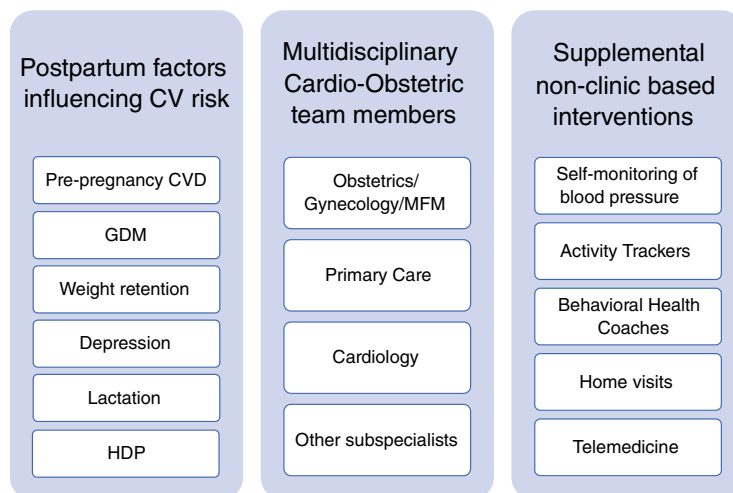 Postpartum factors
influencing CV risk
Pre-pregnancy CVD
GDM
Weight retention
Depression
Lactation
HDP
Multidisciplinary
Cardio-Obstetric
team members
Obstetrics/
Gynecology/MFM
Primary Care
Cardiology
Other subspecialists
Supplemental
non-clinic based
interventions
Self-monitoring of
blood pressure
Activity Trackers
Behavioral Health
Coaches
Home visits
Telemedicine